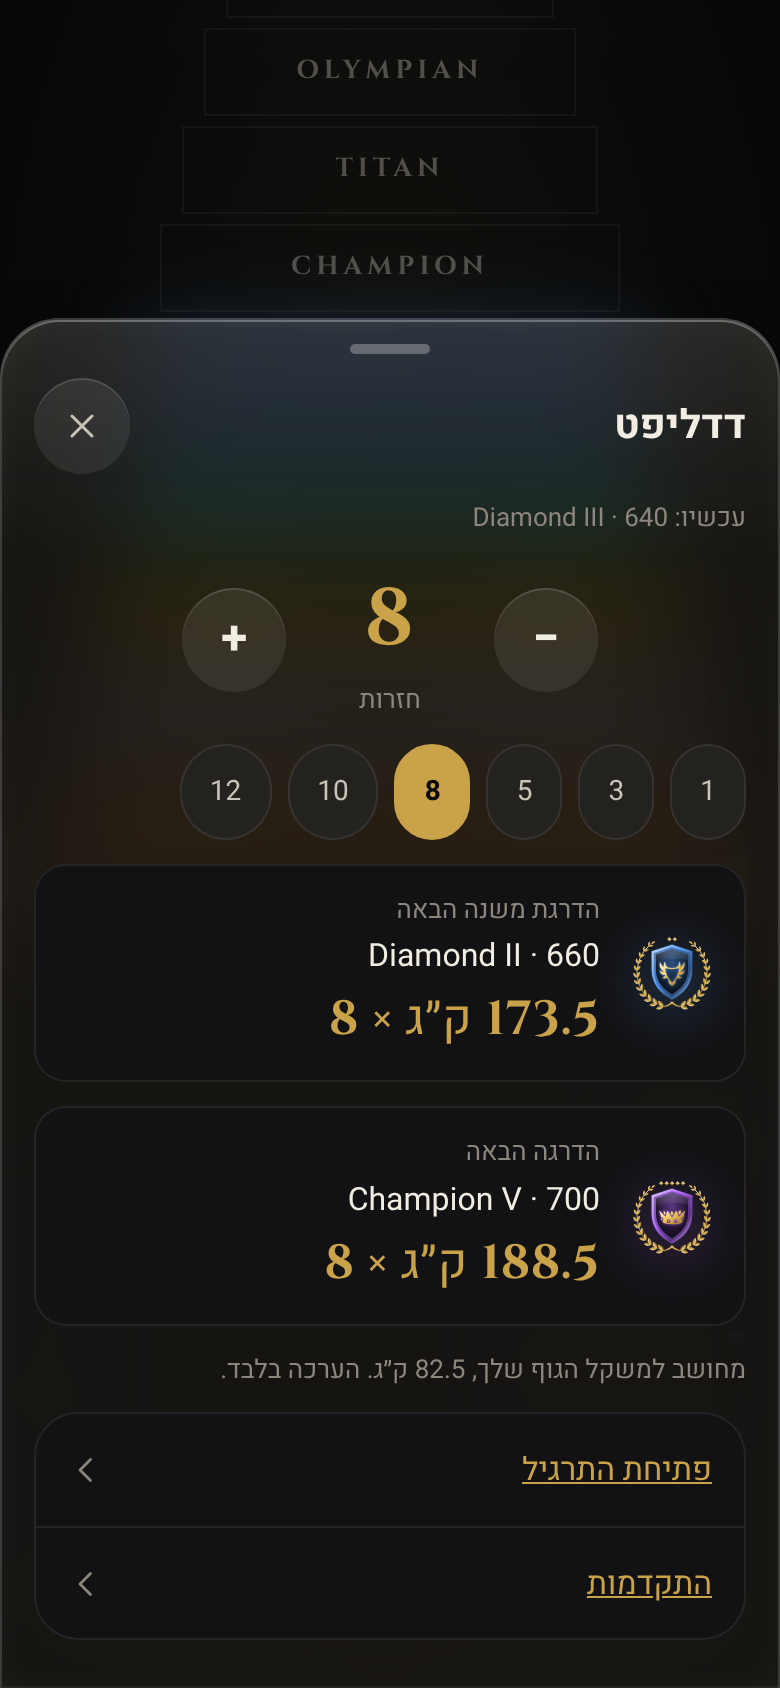 OLYMPIAN
TITAN
CHAMPION
דדליפט
עכשיו: 640 · Diamond III
− 8 +
חזרות
1 3 5 8 10 12
הדרגת משנה הבאה
Diamond II · 660
173.5 ק"ג × 8
הדרגה הבאה
Champion V · 700
188.5 ק"ג × 8
מחושב למשקל הגוף שלך, 82.5 ק"ג. הערכה בלבד.
פתיחת התרגיל
התקדמות